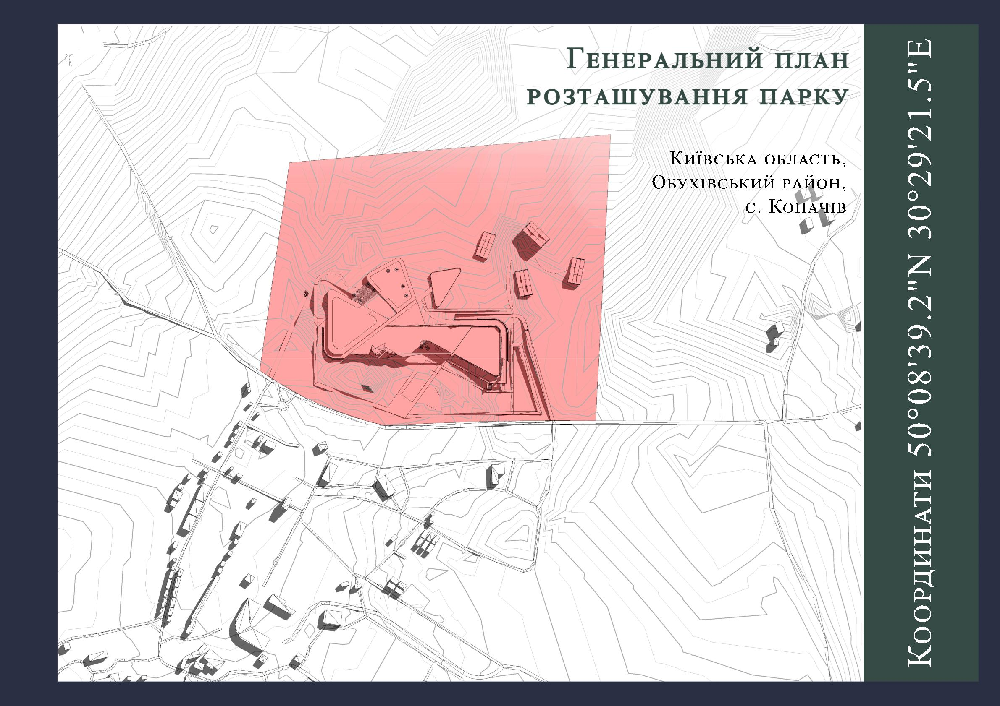 Генеральний план
розташування парку
Київська область,
Обухівський район,
с. Копачів
Координати 50°08'39.2"N 30°29'21.5"E